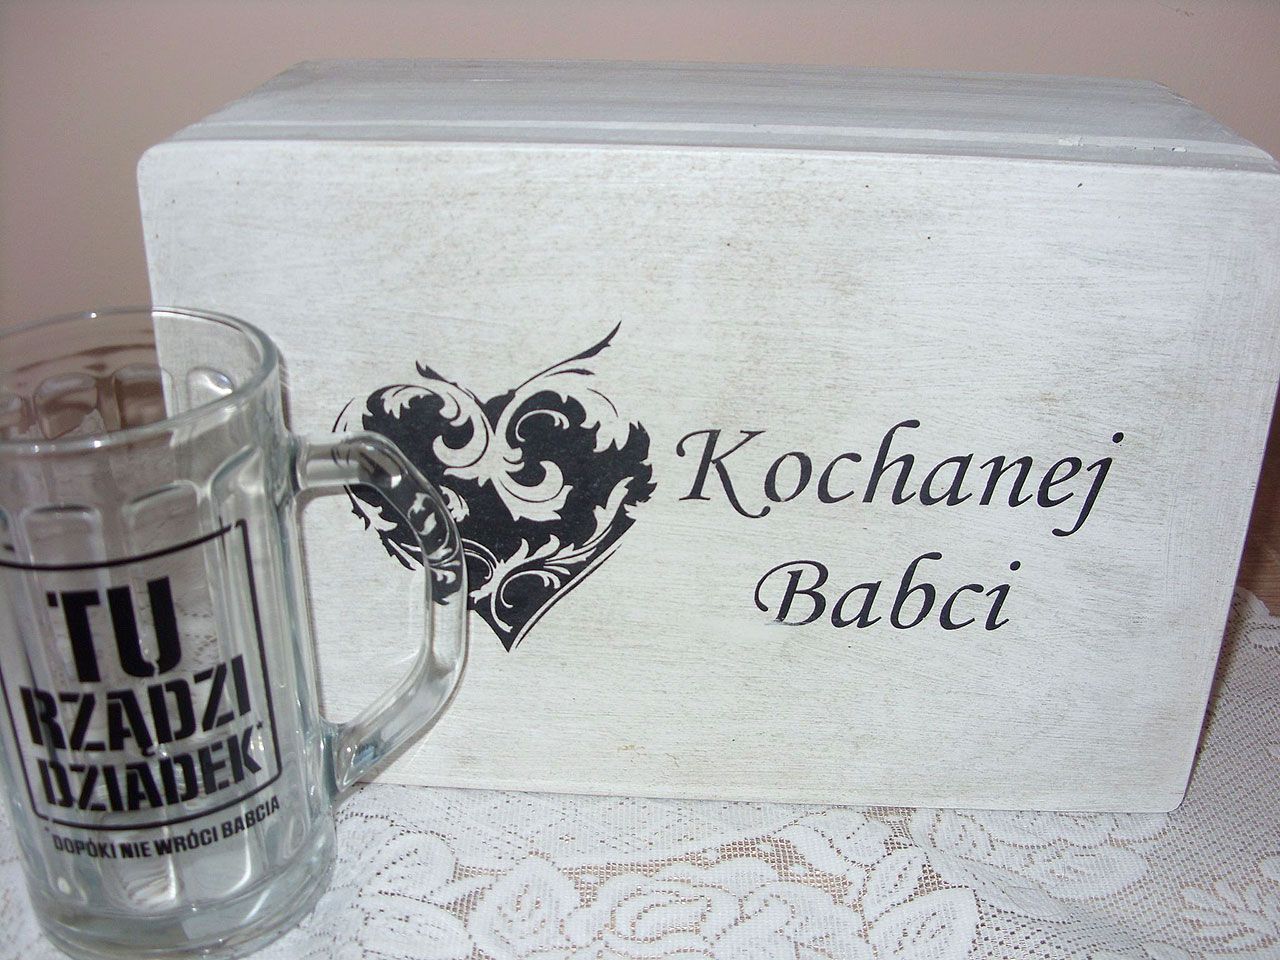 Kochanej
Babci
TU
RZĄDZI
DZIADEK*
*DOPÓKI NIE WRÓCI BABCIA